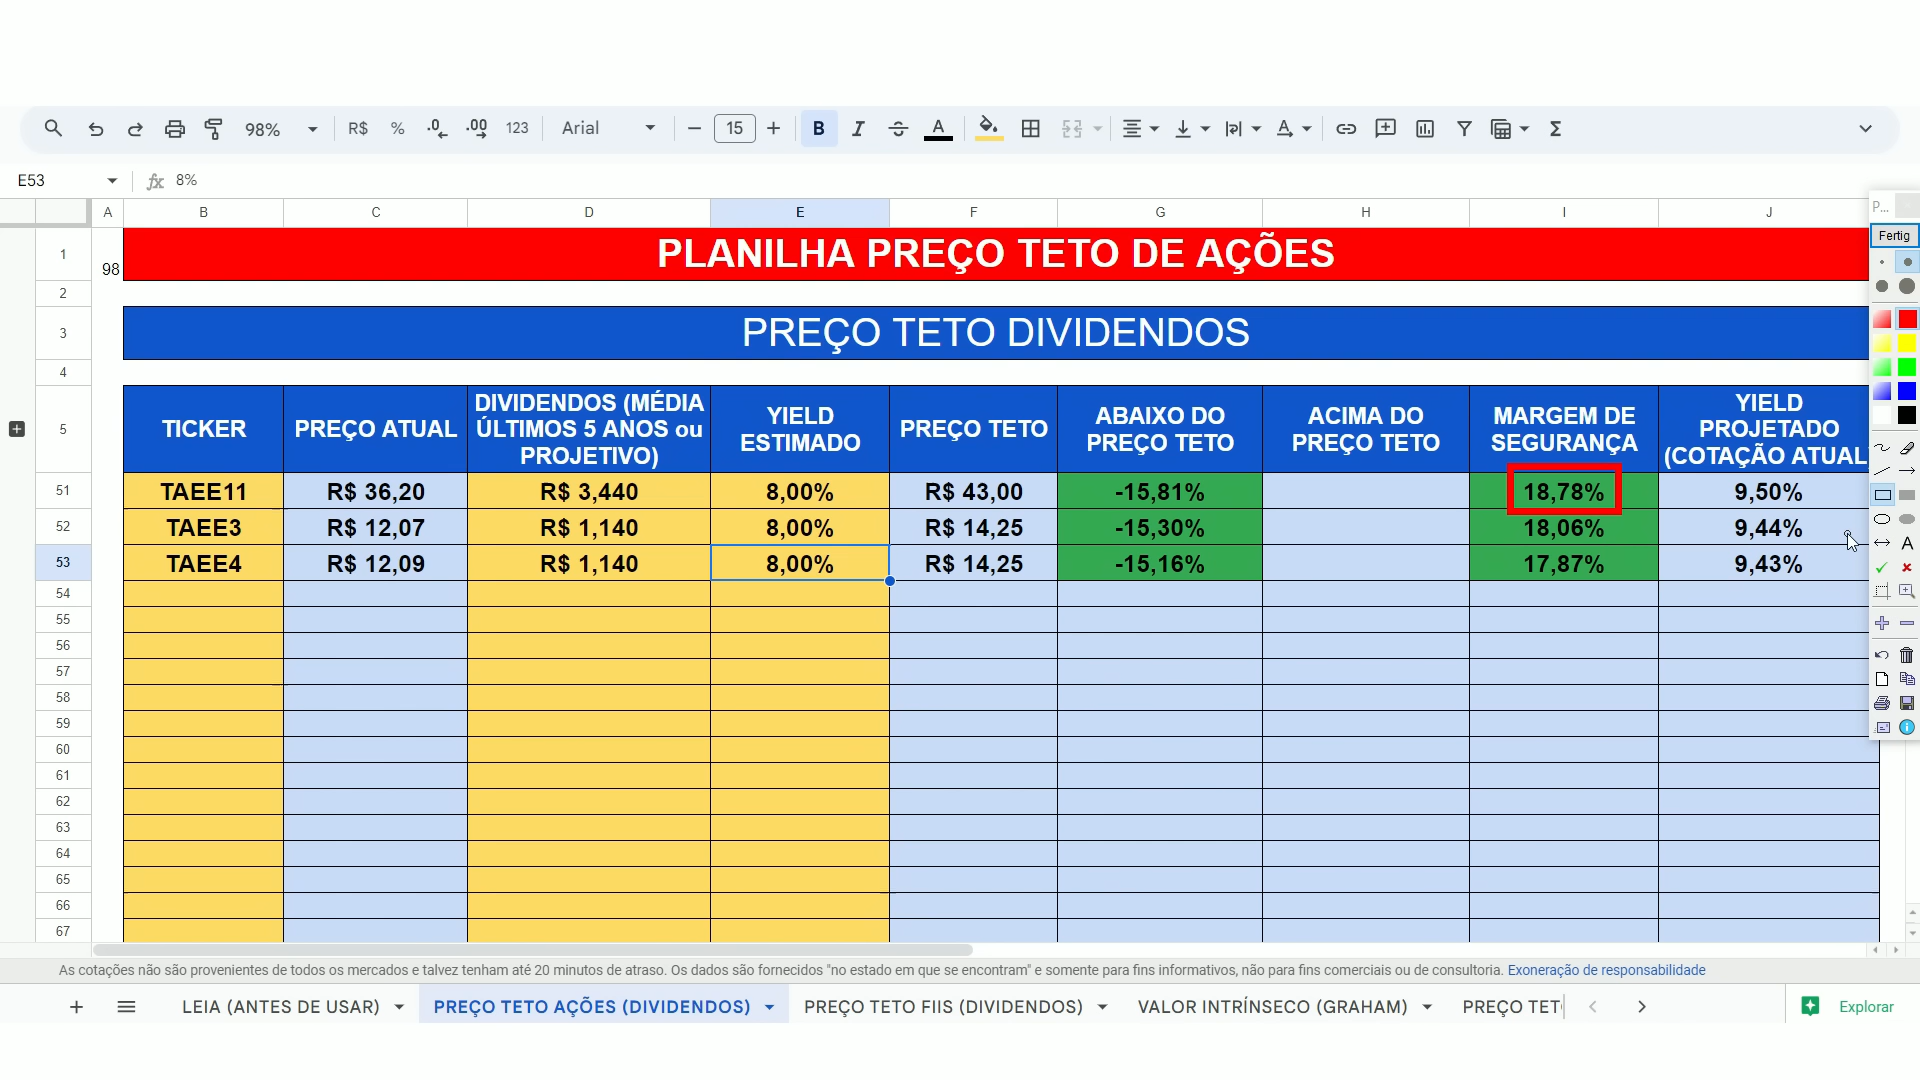 98% R$ % .0 .00 123 Arial 15 B I A A Σ
E53 fx 8%
A B C D E F G H I J
P...
Fertig
1 98 PLANILHA PREÇO TETO DE AÇÕES
2
3 PREÇO TETO DIVIDENDOS
4
5 TICKER PREÇO ATUAL DIVIDENDOS (MÉDIA
ÚLTIMOS 5 ANOS ou
PROJETIVO)
YIELD
ESTIMADO
PREÇO TETO
ABAIXO DO
PREÇO TETO
ACIMA DO
PREÇO TETO
MARGEM DE
SEGURANÇA
YIELD
PROJETADO
(COTAÇÃO ATUAL
51 TAEE11 R$ 36,20 R$ 3,440 8,00% R$ 43,00 -15,81% 18,78% 9,50%
52 TAEE3 R$ 12,07 R$ 1,140 8,00% R$ 14,25 -15,30% 18,06% 9,44%
53 TAEE4 R$ 12,09 R$ 1,140 8,00% R$ 14,25 -15,16% 17,87% 9,43%
54
55
56
57
58
59
60
61
62
63
64
65
66
67
As cotações não são provenientes de todos os mercados e talvez tenham até 20 minutos de atraso. Os dados são fornecidos "no estado em que se encontram" e somente para fins informativos, não para fins comerciais ou de consultoria. Exoneração de responsabilidade
LEIA (ANTES DE USAR) PREÇO TETO AÇÕES (DIVIDENDOS) PREÇO TETO FIIS (DIVIDENDOS) VALOR INTRÍNSECO (GRAHAM) PREÇO TET Explorar